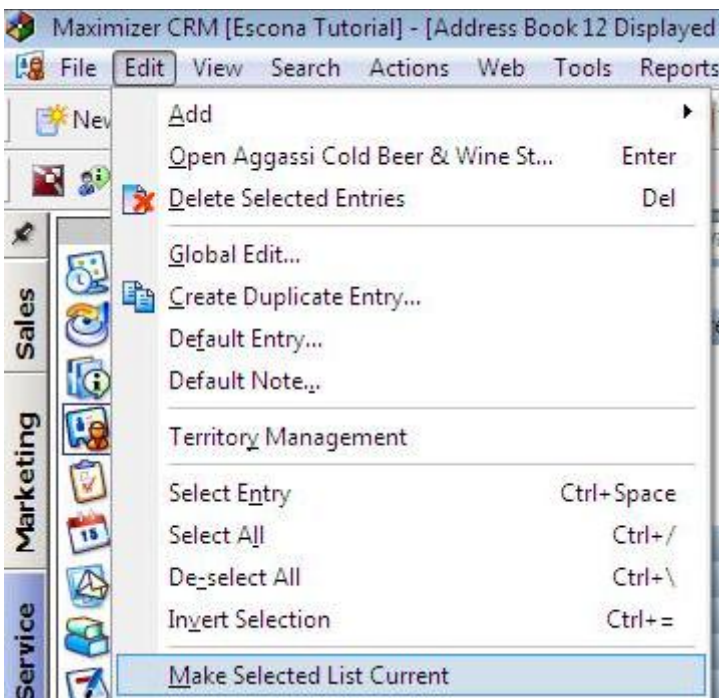 Maximizer CRM [Escona Tutorial] - [Address Book 12 Displayed
File Edit View Search Actions Web Tools Reports
New
Add
Open Aggassi Cold Beer & Wine St... Enter
Delete Selected Entries Del
Global Edit...
Create Duplicate Entry...
Default Entry...
Default Note...
Territory Management
Select Entry Ctrl+Space
Select All Ctrl+/
De-select All Ctrl+\
Invert Selection Ctrl+=
Make Selected List Current
Sales
Marketing
Service
15